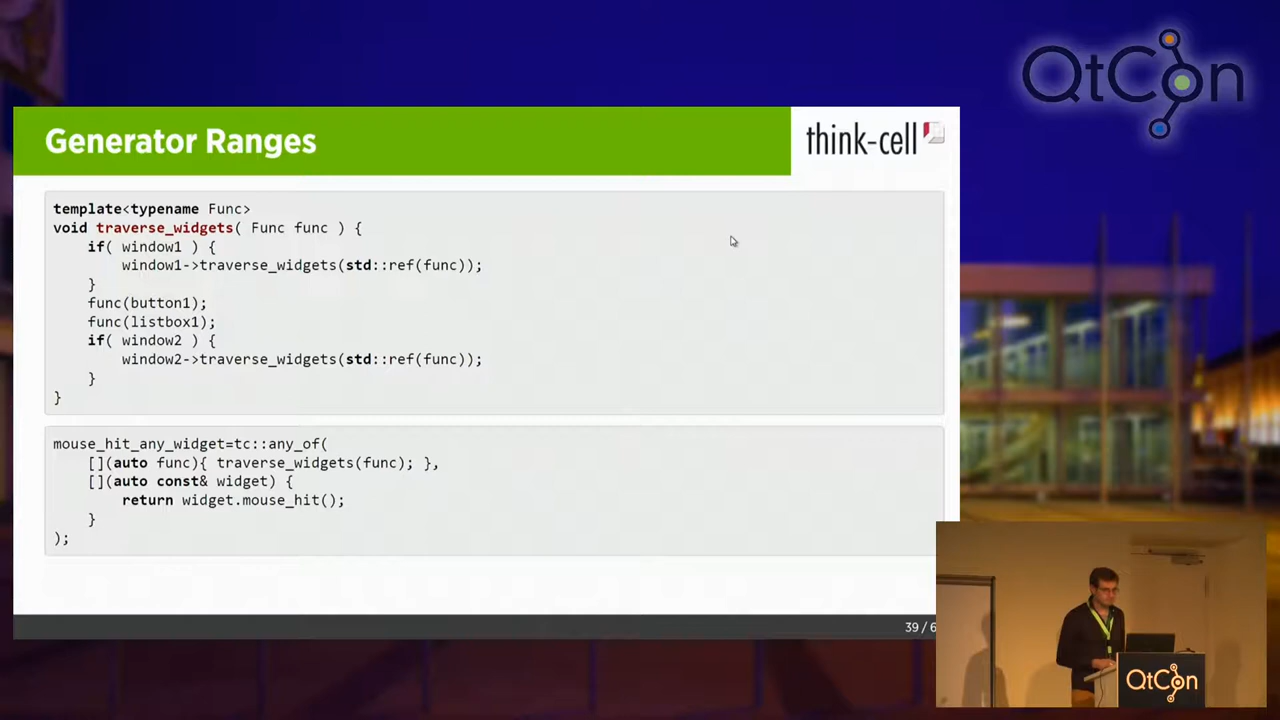 QtCon
Generator Ranges
think-cell
template<typename Func>
void traverse_widgets( Func func ) {
    if( window1 ) {
        window1->traverse_widgets(std::ref(func));
    }
    func(button1);
    func(listbox1);
    if( window2 ) {
        window2->traverse_widgets(std::ref(func));
    }
}
mouse_hit_any_widget=tc::any_of(
    [](auto func){ traverse_widgets(func); },
    [](auto const& widget) {
        return widget.mouse_hit();
    }
);
39 / 6
QtCon